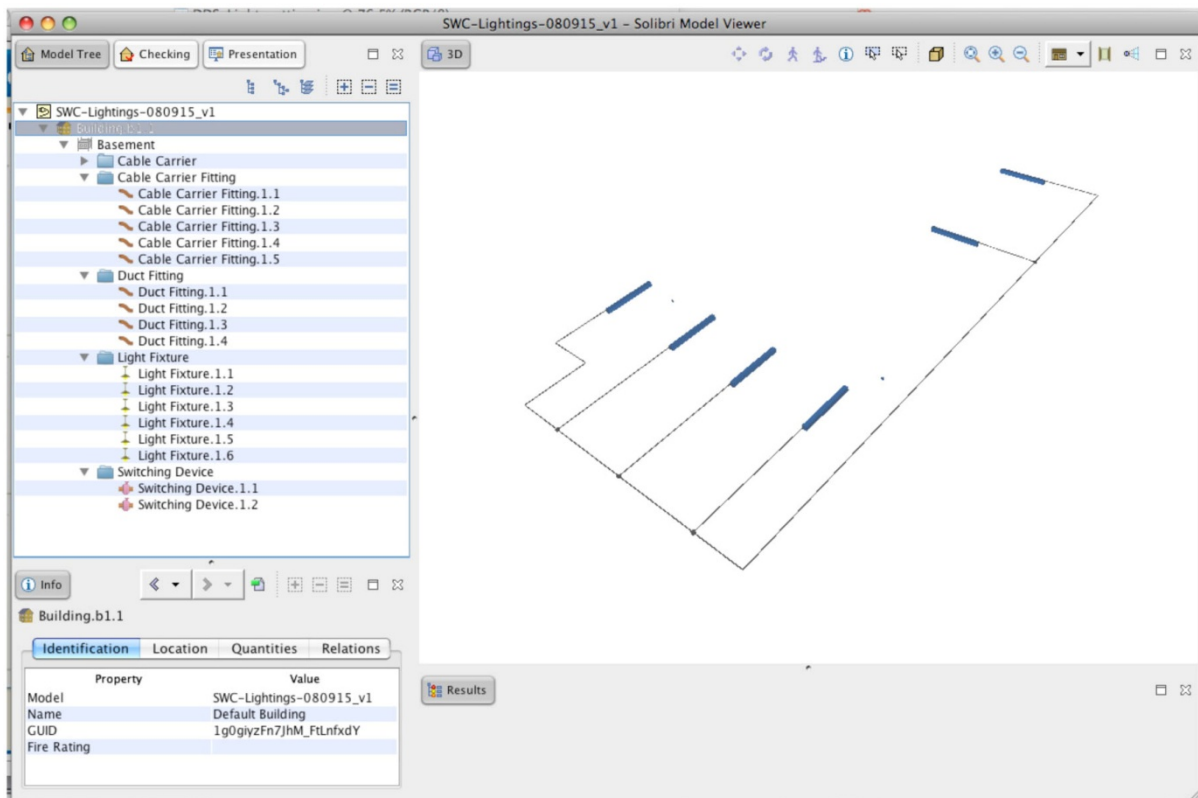 SWC-Lightings-080915_v1 - Solibri Model Viewer
Model Tree
Checking
Presentation
3D
SWC-Lightings-080915_v1
Building.b1.1
Basement
Cable Carrier
Cable Carrier Fitting
Cable Carrier Fitting.1.1
Cable Carrier Fitting.1.2
Cable Carrier Fitting.1.3
Cable Carrier Fitting.1.4
Cable Carrier Fitting.1.5
Duct Fitting
Duct Fitting.1.1
Duct Fitting.1.2
Duct Fitting.1.3
Duct Fitting.1.4
Light Fixture
Light Fixture.1.1
Light Fixture.1.2
Light Fixture.1.3
Light Fixture.1.4
Light Fixture.1.5
Light Fixture.1.6
Switching Device
Switching Device.1.1
Switching Device.1.2
Info
Building.b1.1
Identification Location Quantities Relations
Property Value
Model SWC-Lightings-080915_v1
Name Default Building
GUID 1g0giyzFn7JhM_FtLnfxdY
Fire Rating
Results